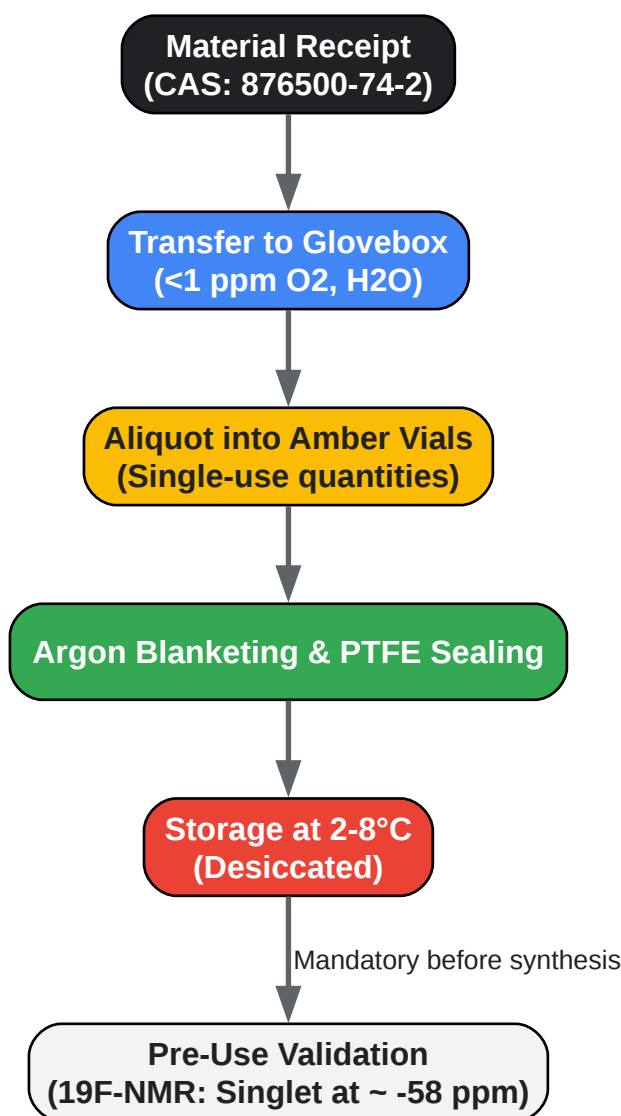 Material Receipt
(CAS: 876500-74-2)
Transfer to Glovebox
(<1 ppm O2, H2O)
Aliquot into Amber Vials
(Single-use quantities)
Argon Blanketing & PTFE Sealing
Storage at 2-8°C
(Desiccated)
Mandatory before synthesis
Pre-Use Validation
(19F-NMR: Singlet at ~ -58 ppm)